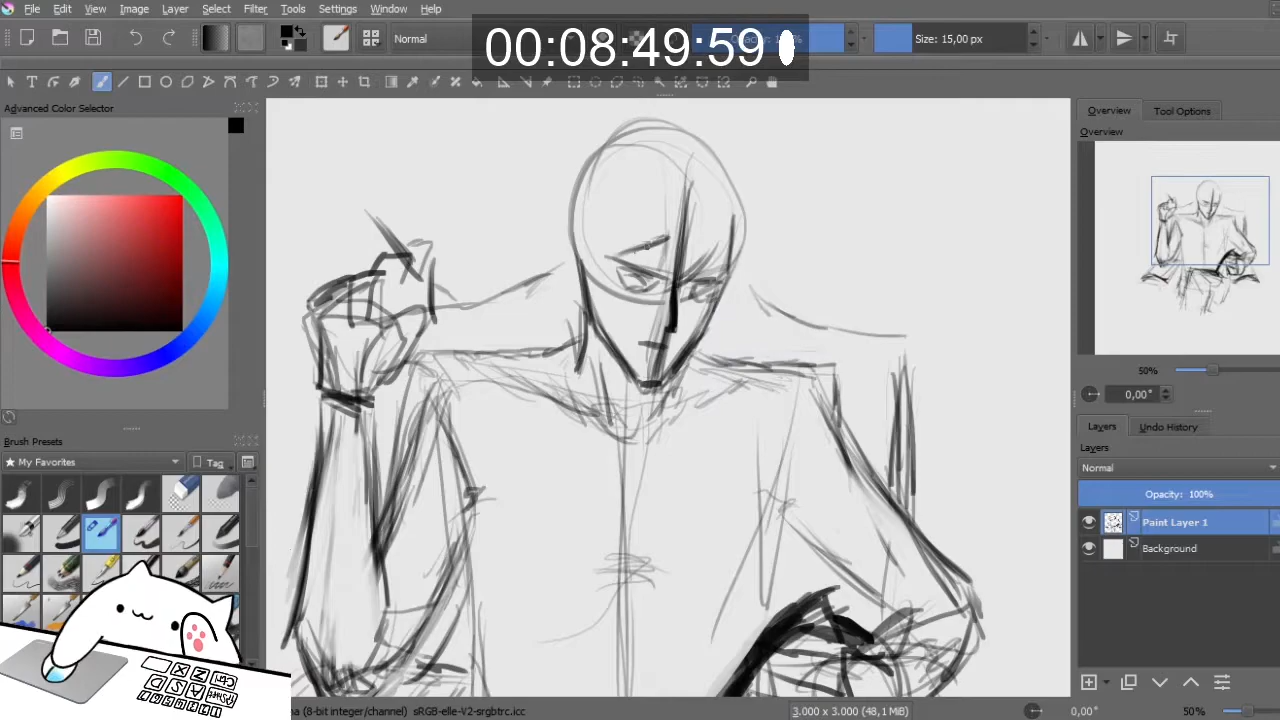 File Edit View Image Layer Select Filter Tools Settings Window Help
00:08:49:59
Normal
Size: 15,00 px
Advanced Color Selector
Overview Tool Options
Overview
50%
0,00°
Brush Presets
My Favorites Tag
Layers Undo History
Layers
Normal
Opacity: 100%
Paint Layer 1
Background
(8-bit integer/channel) sRGB-elle-V2-srgbtrc.icc
3.000 x 3.000 (48,1 MiB)
0,00°
50%